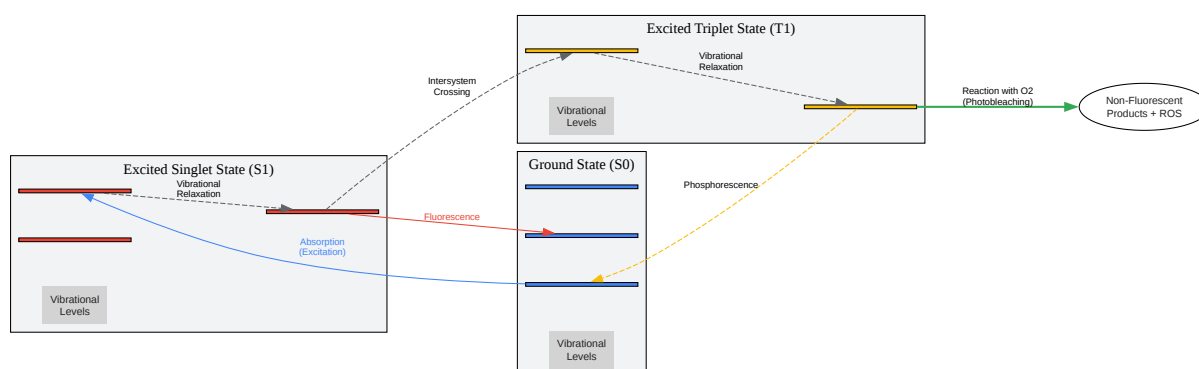 Excited Triplet State (T1)
Vibrational
Relaxation
Intersystem
Crossing
Vibrational
Levels
Reaction with O2
(Photobleaching)
Non-Fluorescent
Products + ROS
Excited Singlet State (S1)
Vibrational
Relaxation
Ground State (S0)
Phosphorescence
Fluorescence
Absorption
(Excitation)
Vibrational
Levels
Vibrational
Levels